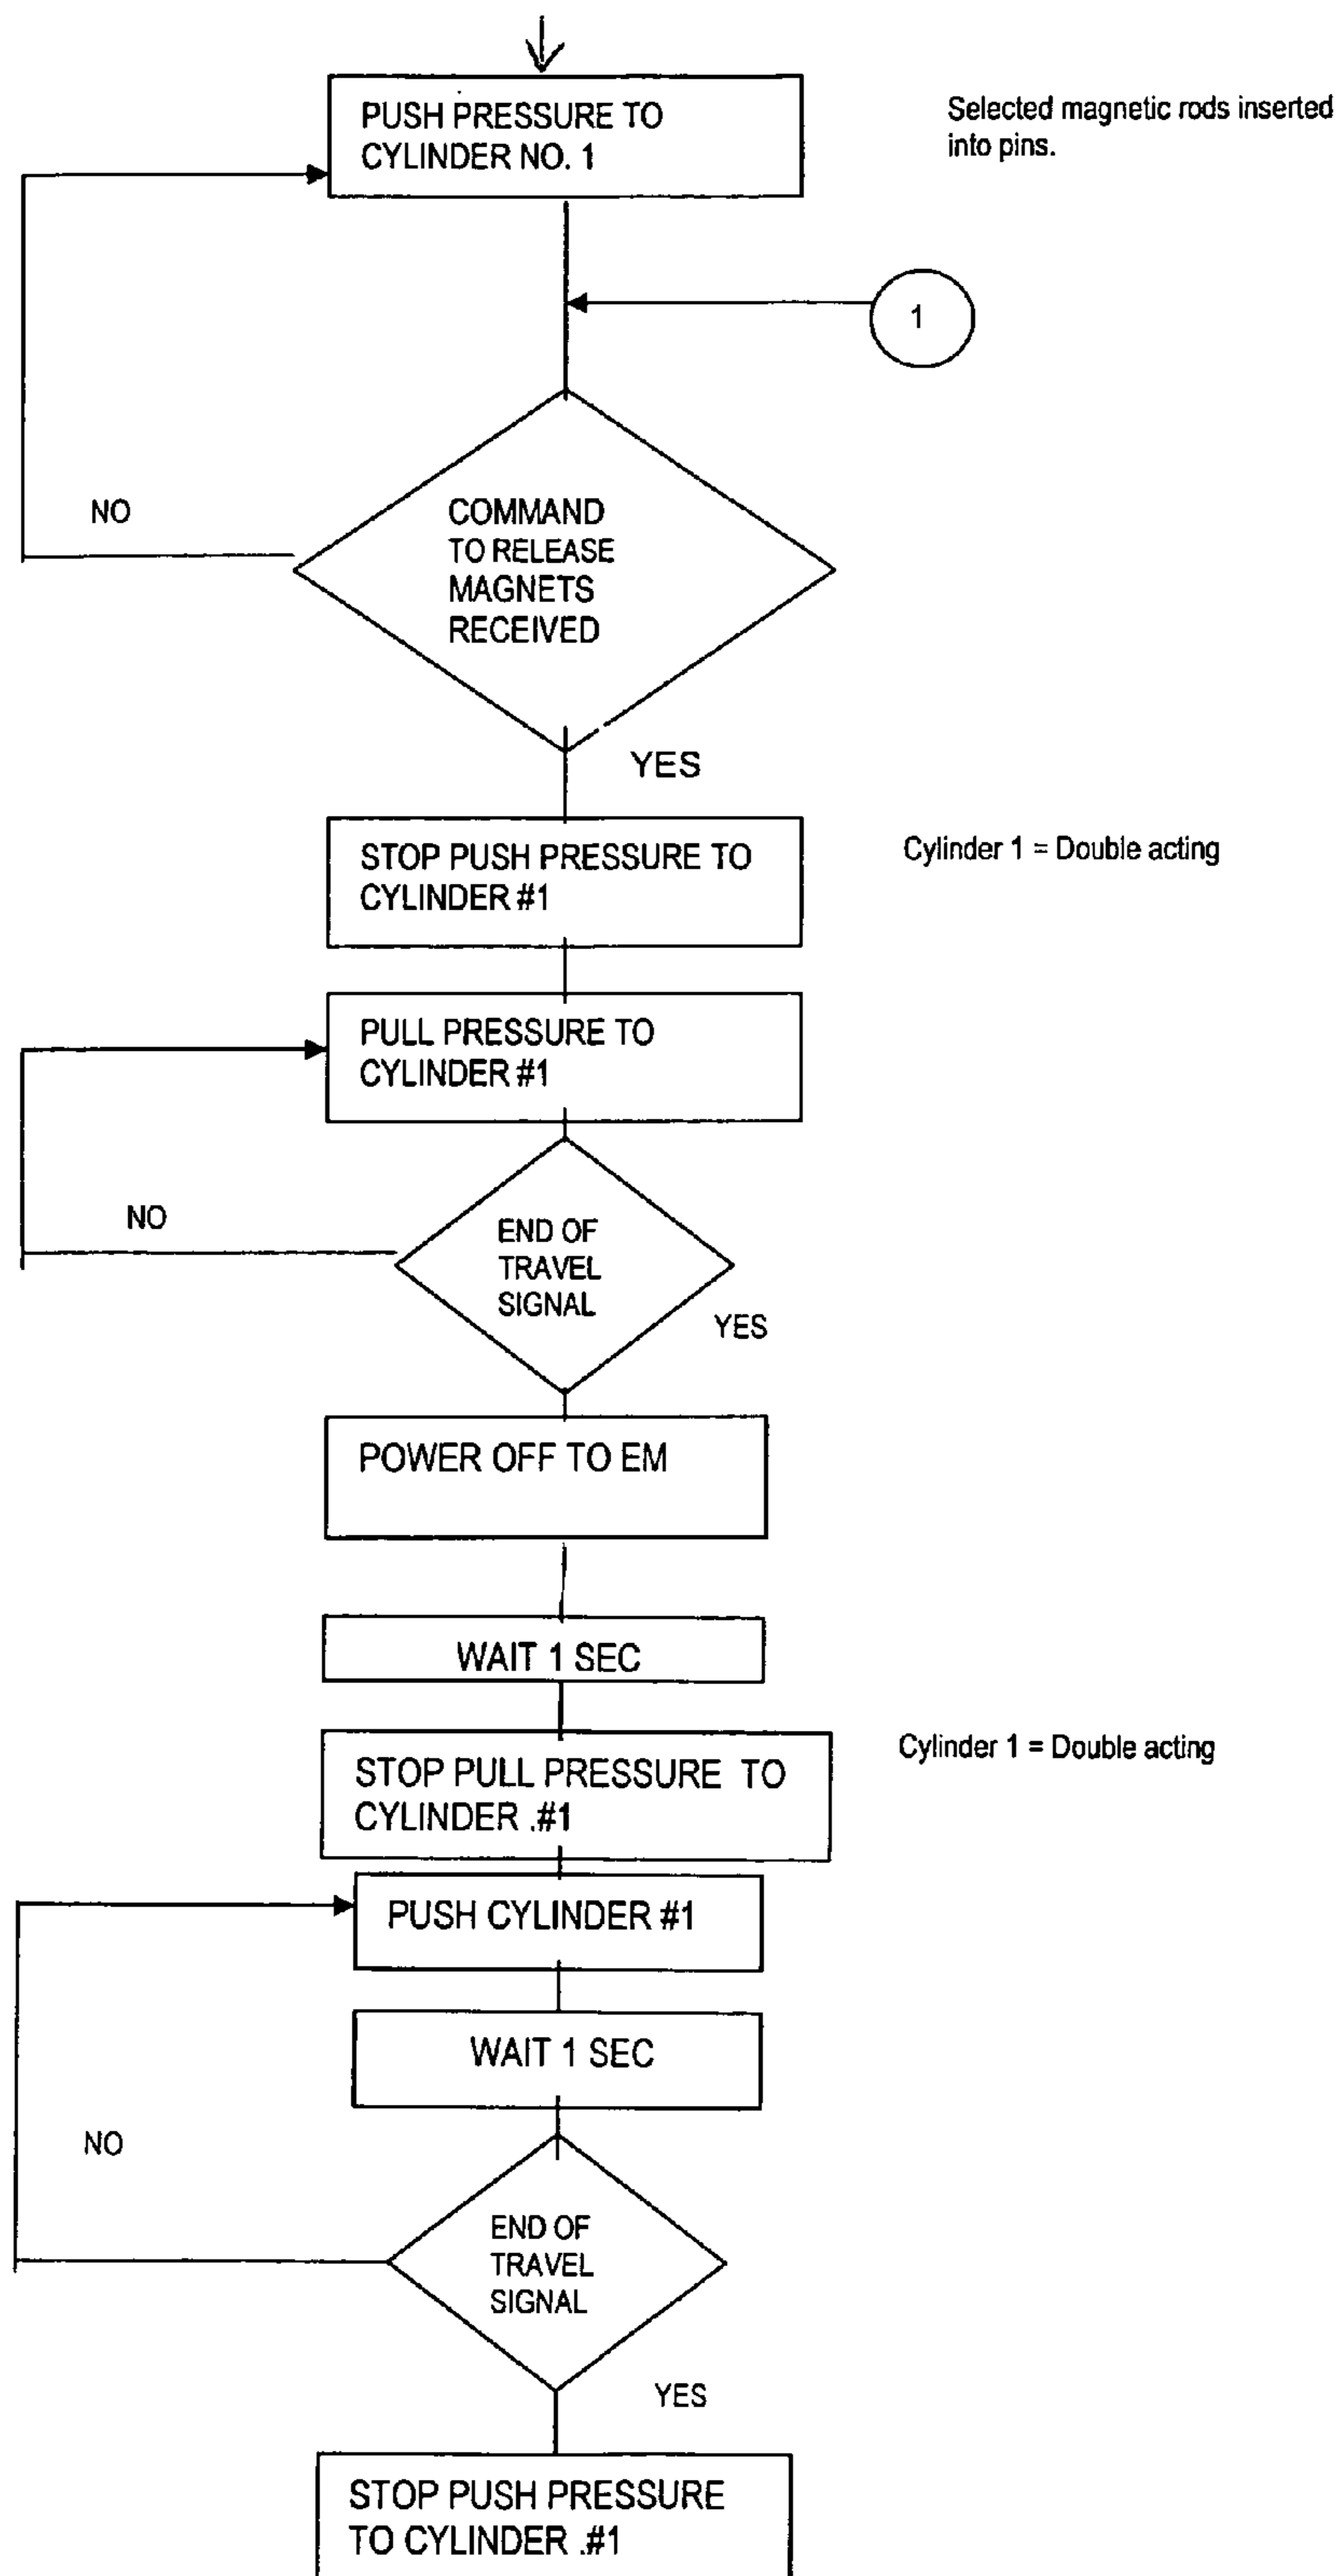 PUSH PRESSURE TO
CYLINDER NO. 1
Selected magnetic rods inserted
into pins.
1
NO
COMMAND
TO RELEASE
MAGNETS
RECEIVED
YES
STOP PUSH PRESSURE TO
CYLINDER #1
Cylinder 1 = Double acting
PULL PRESSURE TO
CYLINDER #1
NO
END OF
TRAVEL
SIGNAL
YES
POWER OFF TO EM
WAIT 1 SEC
STOP PULL PRESSURE TO
CYLINDER .#1
Cylinder 1 = Double acting
PUSH CYLINDER #1
WAIT 1 SEC
NO
END OF
TRAVEL
SIGNAL
YES
STOP PUSH PRESSURE
TO CYLINDER .#1